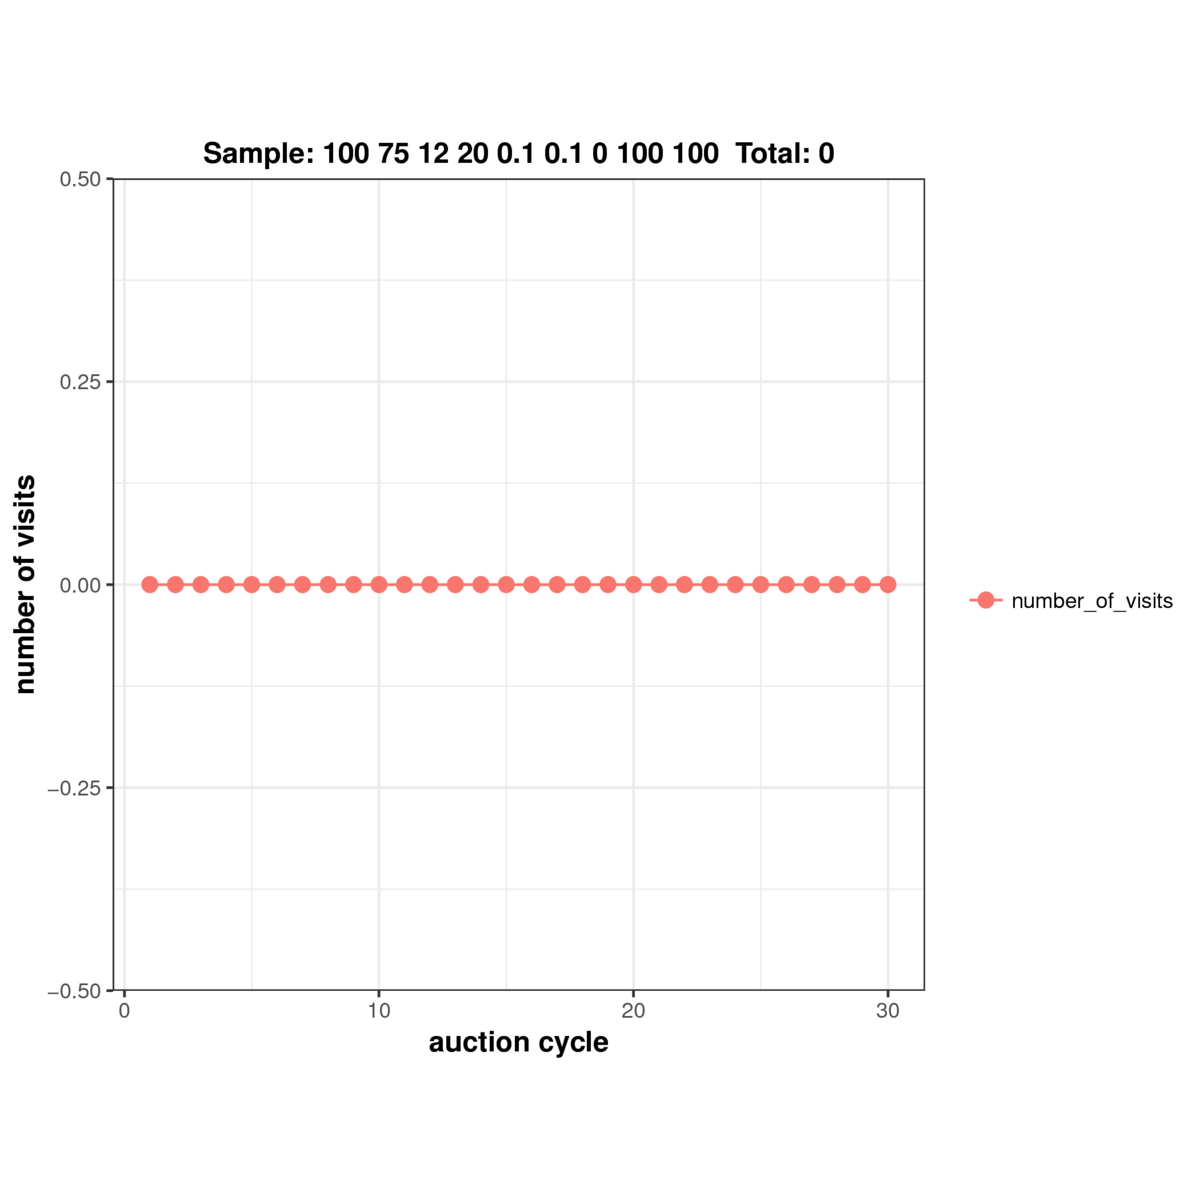 Sample: 100 75 12 20 0.1 0.1 0 100 100  Total: 0
0.50
0.25
0.00
−0.25
−0.50
number of visits
0 10 20 30
auction cycle
number_of_visits